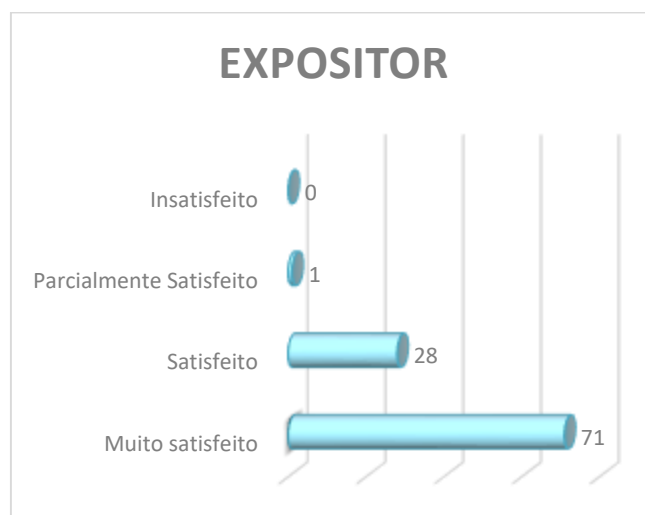 EXPOSITOR
Insatisfeito 0
Parcialmente Satisfeito 1
Satisfeito 28
Muito satisfeito 71